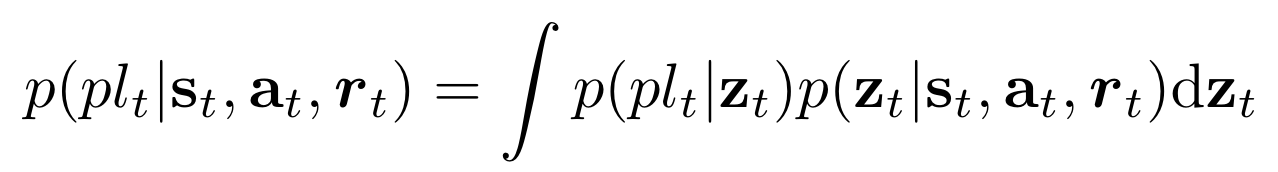 p(pl_t|𝐬_t, 𝐚_t, 𝒓_t) = ∫ p(pl_t|𝐳_t)p(𝐳_t|𝐬_t, 𝐚_t, 𝒓_t)d𝐳_t